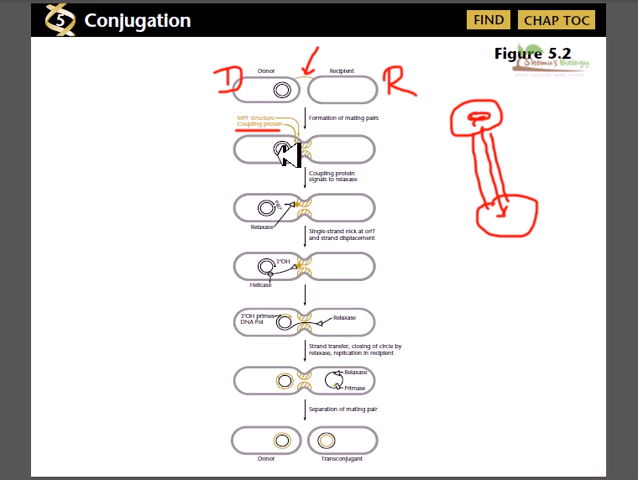 5 Conjugation
FIND
CHAP TOC
Figure 5.2
Shomu's Biology
D
Donor
Recipient
R
MPF structure
Coupling protein
Formation of mating pairs
Coupling protein
signals to relaxase
Relaxase
Single-strand nick at oriT
and strand displacement
3'OH
Helicase
3'OH primes
DNA Pol
Relaxase
Strand transfer, closing of circle by
relaxase, replication in recipient
Relaxase
Primase
Separation of mating pair
Donor
Transconjugant